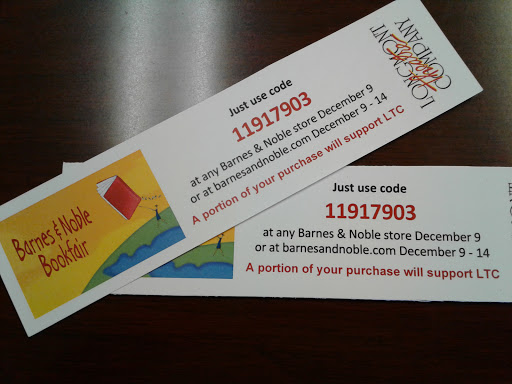 LONGMONT
Theatre
COMPANY
Just use code
11917903
at any Barnes & Noble store December 9
or at barnesandnoble.com December 9 - 14
A portion of your purchase will support LTC
Barnes & Noble
Bookfair
Just use code
11917903
at any Barnes & Noble store December 9
or at barnesandnoble.com December 9 - 14
A portion of your purchase will support LTC